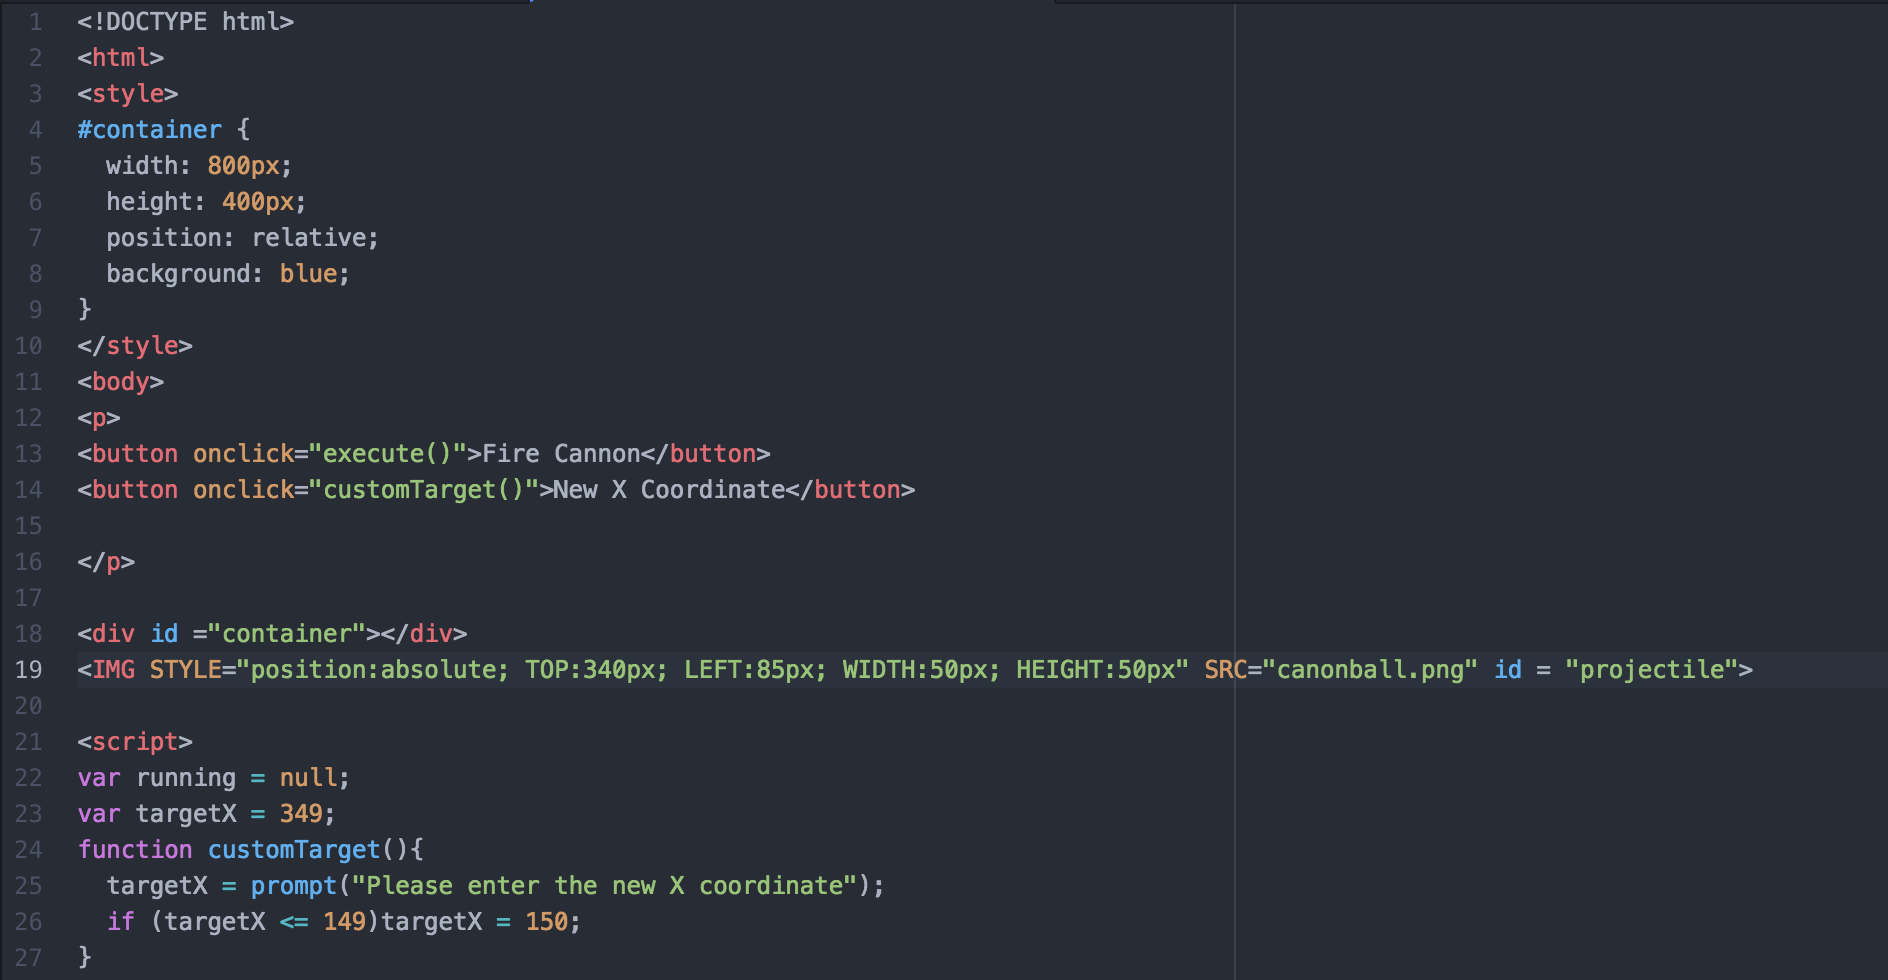 1 <!DOCTYPE html>
2 <html>
3 <style>
4 #container {
5   width: 800px;
6   height: 400px;
7   position: relative;
8   background: blue;
9 }
10 </style>
11 <body>
12 <p>
13 <button onclick="execute()">Fire Cannon</button>
14 <button onclick="customTarget()">New X Coordinate</button>
15
16 </p>
17
18 <div id ="container"></div>
19 <IMG STYLE="position:absolute; TOP:340px; LEFT:85px; WIDTH:50px; HEIGHT:50px" SRC="canonball.png" id = "projectile">
20
21 <script>
22 var running = null;
23 var targetX = 349;
24 function customTarget(){
25   targetX = prompt("Please enter the new X coordinate");
26   if (targetX <= 149)targetX = 150;
27 }